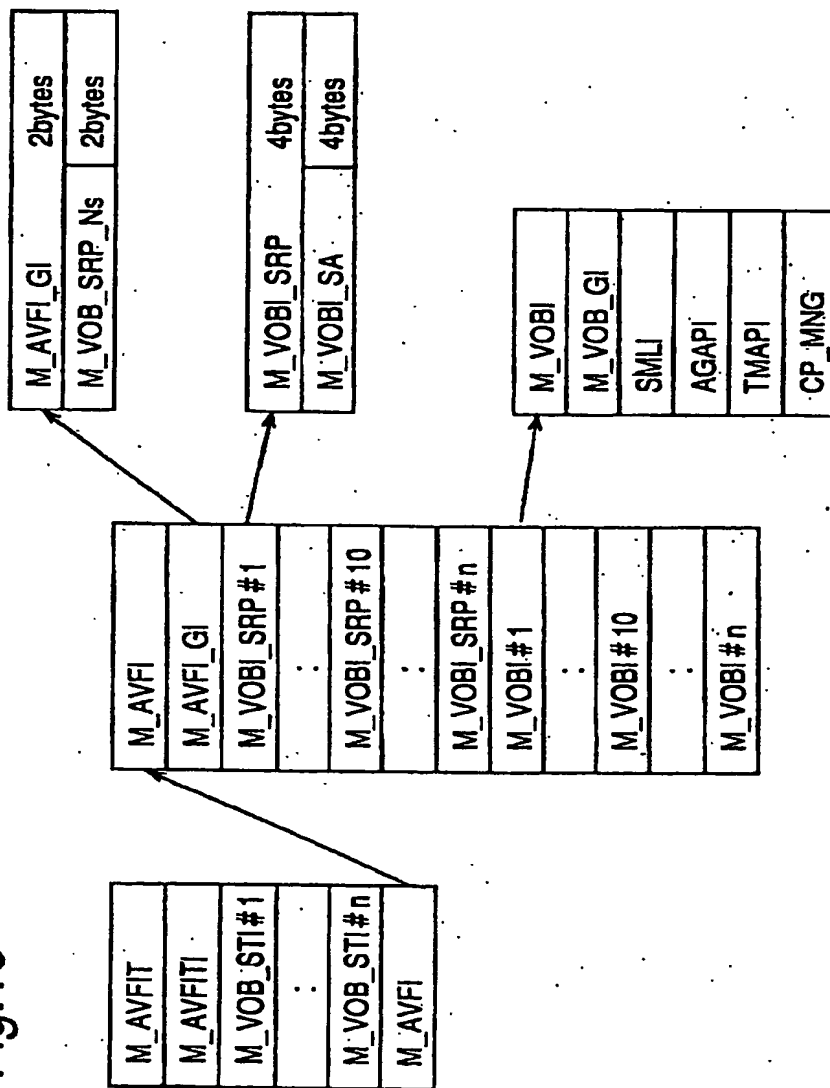 M_AVFIT
M_AVFITI
M_VOB_STI#1
:
M_VOB_STI#n
M_AVFI
M_AVFI
M_AVFI_GI
M_VOBI_SRP#1
:
M_VOBI_SRP#10
:
M_VOBI_SRP#n
M_VOBI#1
:
M_VOBI#10
:
M_VOBI#n
M_AVFI_GI 2bytes
M_VOB_SRP_Ns 2bytes
M_VOBI_SRP 4bytes
M_VOBI_SA 4bytes
M_VOBI
M_VOB_GI
SMLI
AGAPI
TMAPI
CP_MNG